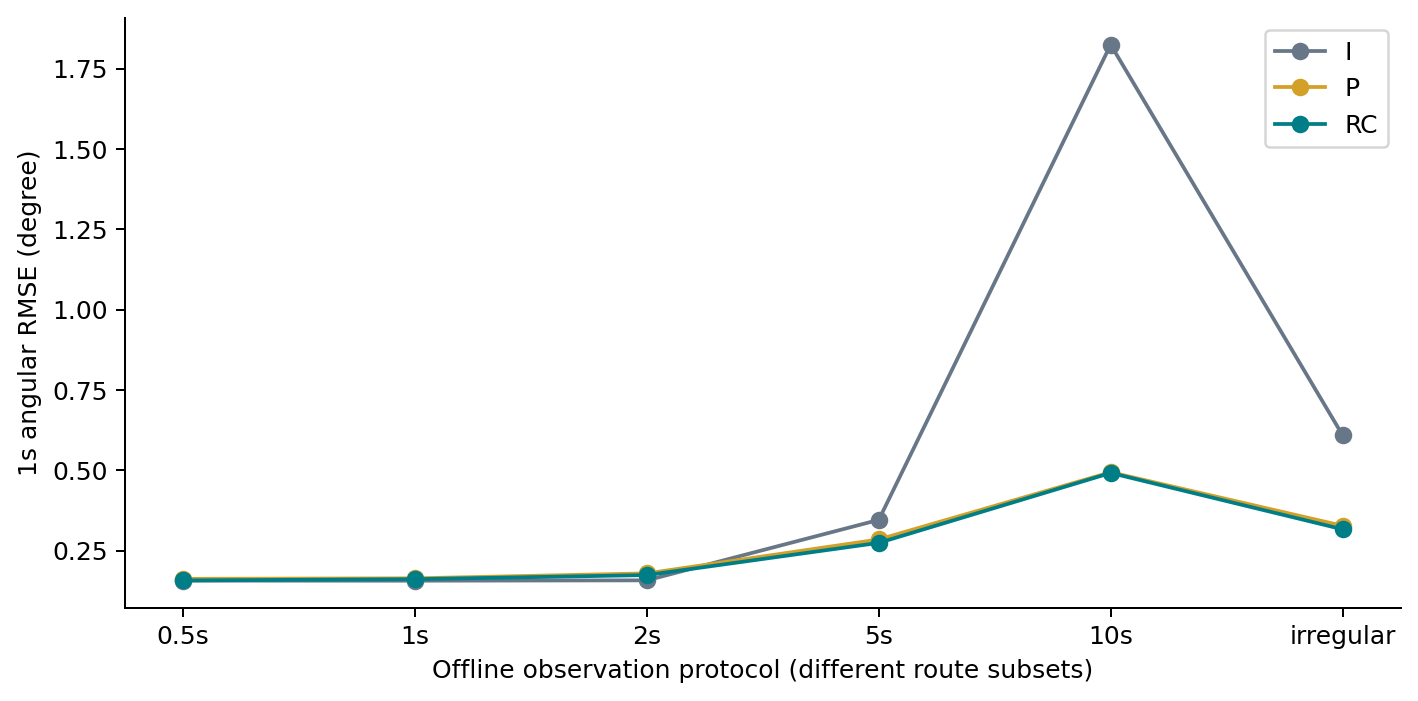 1.75
1.50
1.25
1.00
0.75
0.50
0.25
1s angular RMSE (degree)
I
P
RC
0.5s
1s
2s
5s
10s
irregular
Offline observation protocol (different route subsets)